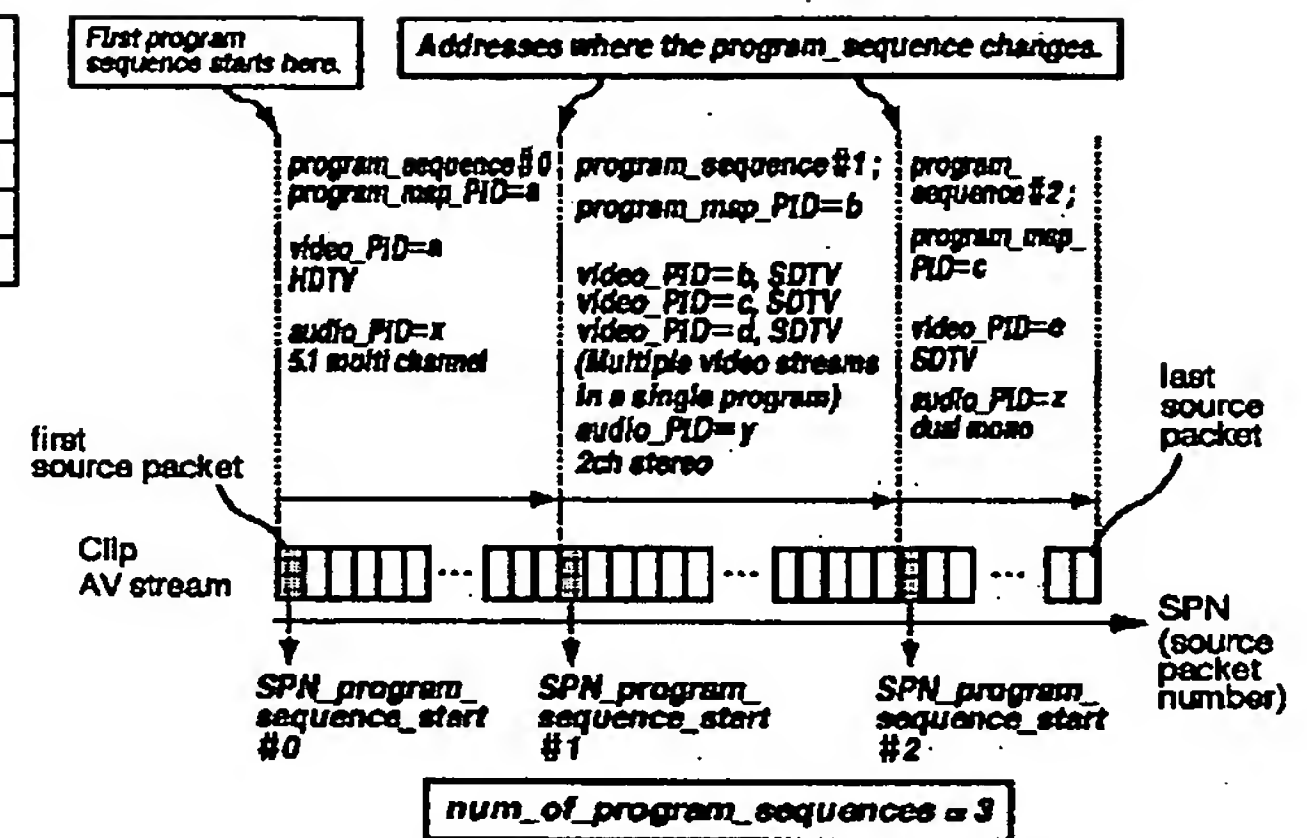 First program
sequence starts here.
Addresses where the program_sequence changes.
program_sequence #0
program_map_PID=a
video_PID=a
HDTV
audio_PID=x
5.1 multi channel
program_sequence #1;
program_map_PID=b
video_PID=b, SDTV
video_PID=c, SDTV
video_PID=d, SDTV
(Multiple video streams
in a single program)
audio_PID=y
2ch stereo
program_
sequence #2;
program_map_
PID=c
video_PID=e
SDTV
audio_PID=z
dual mono
first
source packet
last
source
packet
Clip
AV stream
...
...
...
SPN
(source
packet
number)
SPN_program_
sequence_start
#0
SPN_program_
sequence_start
#1
SPN_program_
sequence_start
#2
num_of_program_sequences = 3